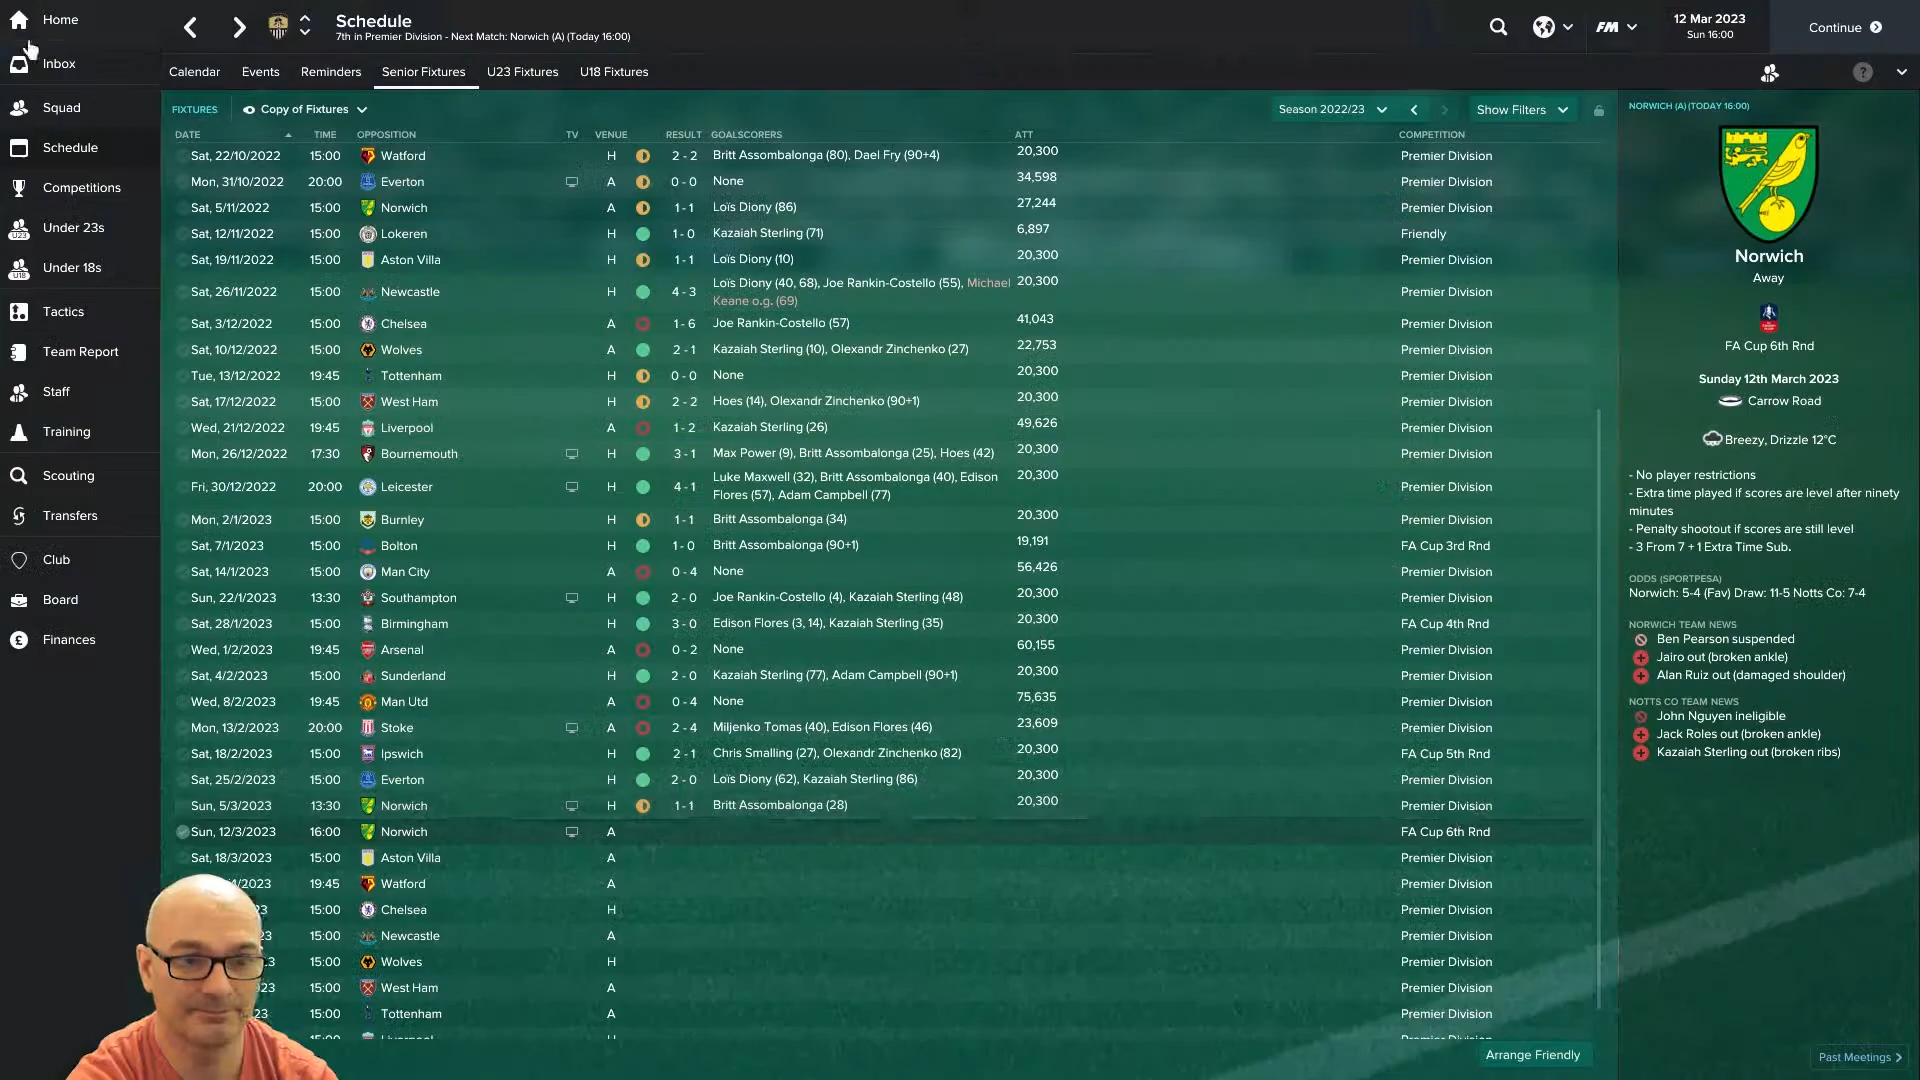 Home
Inbox
Squad
Schedule
Competitions
Under 23s
Under 18s
Tactics
Team Report
Staff
Training
Scouting
Transfers
Club
Board
Finances
Schedule
7th in Premier Division - Next Match: Norwich (A) (Today 16:00)
FM
12 Mar 2023
Sun 16:00
Continue
Calendar Events Reminders Senior Fixtures U23 Fixtures U18 Fixtures
FIXTURES Copy of Fixtures Season 2022/23 Show Filters
DATE TIME OPPOSITION TV VENUE RESULT GOALSCORERS ATT COMPETITION
Sat, 22/10/2022 15:00 Watford H 2 - 2 Britt Assombalonga (80), Dael Fry (90+4) 20,300 Premier Division
Mon, 31/10/2022 20:00 Everton A 0 - 0 None 34,598 Premier Division
Sat, 5/11/2022 15:00 Norwich A 1 - 1 Loïs Diony (86) 27,244 Premier Division
Sat, 12/11/2022 15:00 Lokeren H 1 - 0 Kazaiah Sterling (71) 6,897 Friendly
Sat, 19/11/2022 15:00 Aston Villa H 1 - 1 Loïs Diony (10) 20,300 Premier Division
Sat, 26/11/2022 15:00 Newcastle H 4 - 3 Loïs Diony (40, 68), Joe Rankin-Costello (55), Michael Keane o.g. (69) 20,300 Premier Division
Sat, 3/12/2022 15:00 Chelsea A 1 - 6 Joe Rankin-Costello (57) 41,043 Premier Division
Sat, 10/12/2022 15:00 Wolves A 2 - 1 Kazaiah Sterling (10), Olexandr Zinchenko (27) 22,753 Premier Division
Tue, 13/12/2022 19:45 Tottenham H 0 - 0 None 20,300 Premier Division
Sat, 17/12/2022 15:00 West Ham H 2 - 2 Hoes (14), Olexandr Zinchenko (90+1) 20,300 Premier Division
Wed, 21/12/2022 19:45 Liverpool A 1 - 2 Kazaiah Sterling (26) 49,626 Premier Division
Mon, 26/12/2022 17:30 Bournemouth H 3 - 1 Max Power (9), Britt Assombalonga (25), Hoes (42) 20,300 Premier Division
Fri, 30/12/2022 20:00 Leicester H 4 - 1 Luke Maxwell (32), Britt Assombalonga (40), Edison Flores (57), Adam Campbell (77) 20,300 Premier Division
Mon, 2/1/2023 15:00 Burnley H 1 - 1 Britt Assombalonga (34) 20,300 Premier Division
Sat, 7/1/2023 15:00 Bolton H 1 - 0 Britt Assombalonga (90+1) 19,191 FA Cup 3rd Rnd
Sat, 14/1/2023 15:00 Man City A 0 - 4 None 56,426 Premier Division
Sun, 22/1/2023 13:30 Southampton H 2 - 0 Joe Rankin-Costello (4), Kazaiah Sterling (48) 20,300 Premier Division
Sat, 28/1/2023 15:00 Birmingham H 3 - 0 Edison Flores (3, 14), Kazaiah Sterling (35) 20,300 FA Cup 4th Rnd
Wed, 1/2/2023 19:45 Arsenal A 0 - 2 None 60,155 Premier Division
Sat, 4/2/2023 15:00 Sunderland H 2 - 0 Kazaiah Sterling (77), Adam Campbell (90+1) 20,300 Premier Division
Wed, 8/2/2023 19:45 Man Utd A 0 - 4 None 75,635 Premier Division
Mon, 13/2/2023 20:00 Stoke A 2 - 4 Miljenko Tomas (40), Edison Flores (46) 23,609 Premier Division
Sat, 18/2/2023 15:00 Ipswich H 2 - 1 Chris Smalling (27), Olexandr Zinchenko (82) 20,300 FA Cup 5th Rnd
Sat, 25/2/2023 15:00 Everton H 2 - 0 Loïs Diony (62), Kazaiah Sterling (86) 20,300 Premier Division
Sun, 5/3/2023 13:30 Norwich H 1 - 1 Britt Assombalonga (28) 20,300 Premier Division
Sun, 12/3/2023 16:00 Norwich A FA Cup 6th Rnd
Sat, 18/3/2023 15:00 Aston Villa A Premier Division
/2023 19:45 Watford A Premier Division
23 15:00 Chelsea H Premier Division
23 15:00 Newcastle A Premier Division
3 15:00 Wolves H Premier Division
23 15:00 West Ham A Premier Division
23 15:00 Tottenham A Premier Division
15:00 Liverpool H Premier Division
Arrange Friendly
NORWICH (A) (TODAY 16:00)
Norwich
Away
FA Cup 6th Rnd
Sunday 12th March 2023
Carrow Road
Breezy, Drizzle 12°C
- No player restrictions
- Extra time played if scores are level after ninety
minutes
- Penalty shootout if scores are still level
- 3 From 7 + 1 Extra Time Sub.
ODDS (SPORTPESA)
Norwich: 5-4 (Fav) Draw: 11-5 Notts Co: 7-4
NORWICH TEAM NEWS
Ben Pearson suspended
Jairo out (broken ankle)
Alan Ruiz out (damaged shoulder)
NOTTS CO TEAM NEWS
John Nguyen ineligible
Jack Roles out (broken ankle)
Kazaiah Sterling out (broken ribs)
Past Meetings